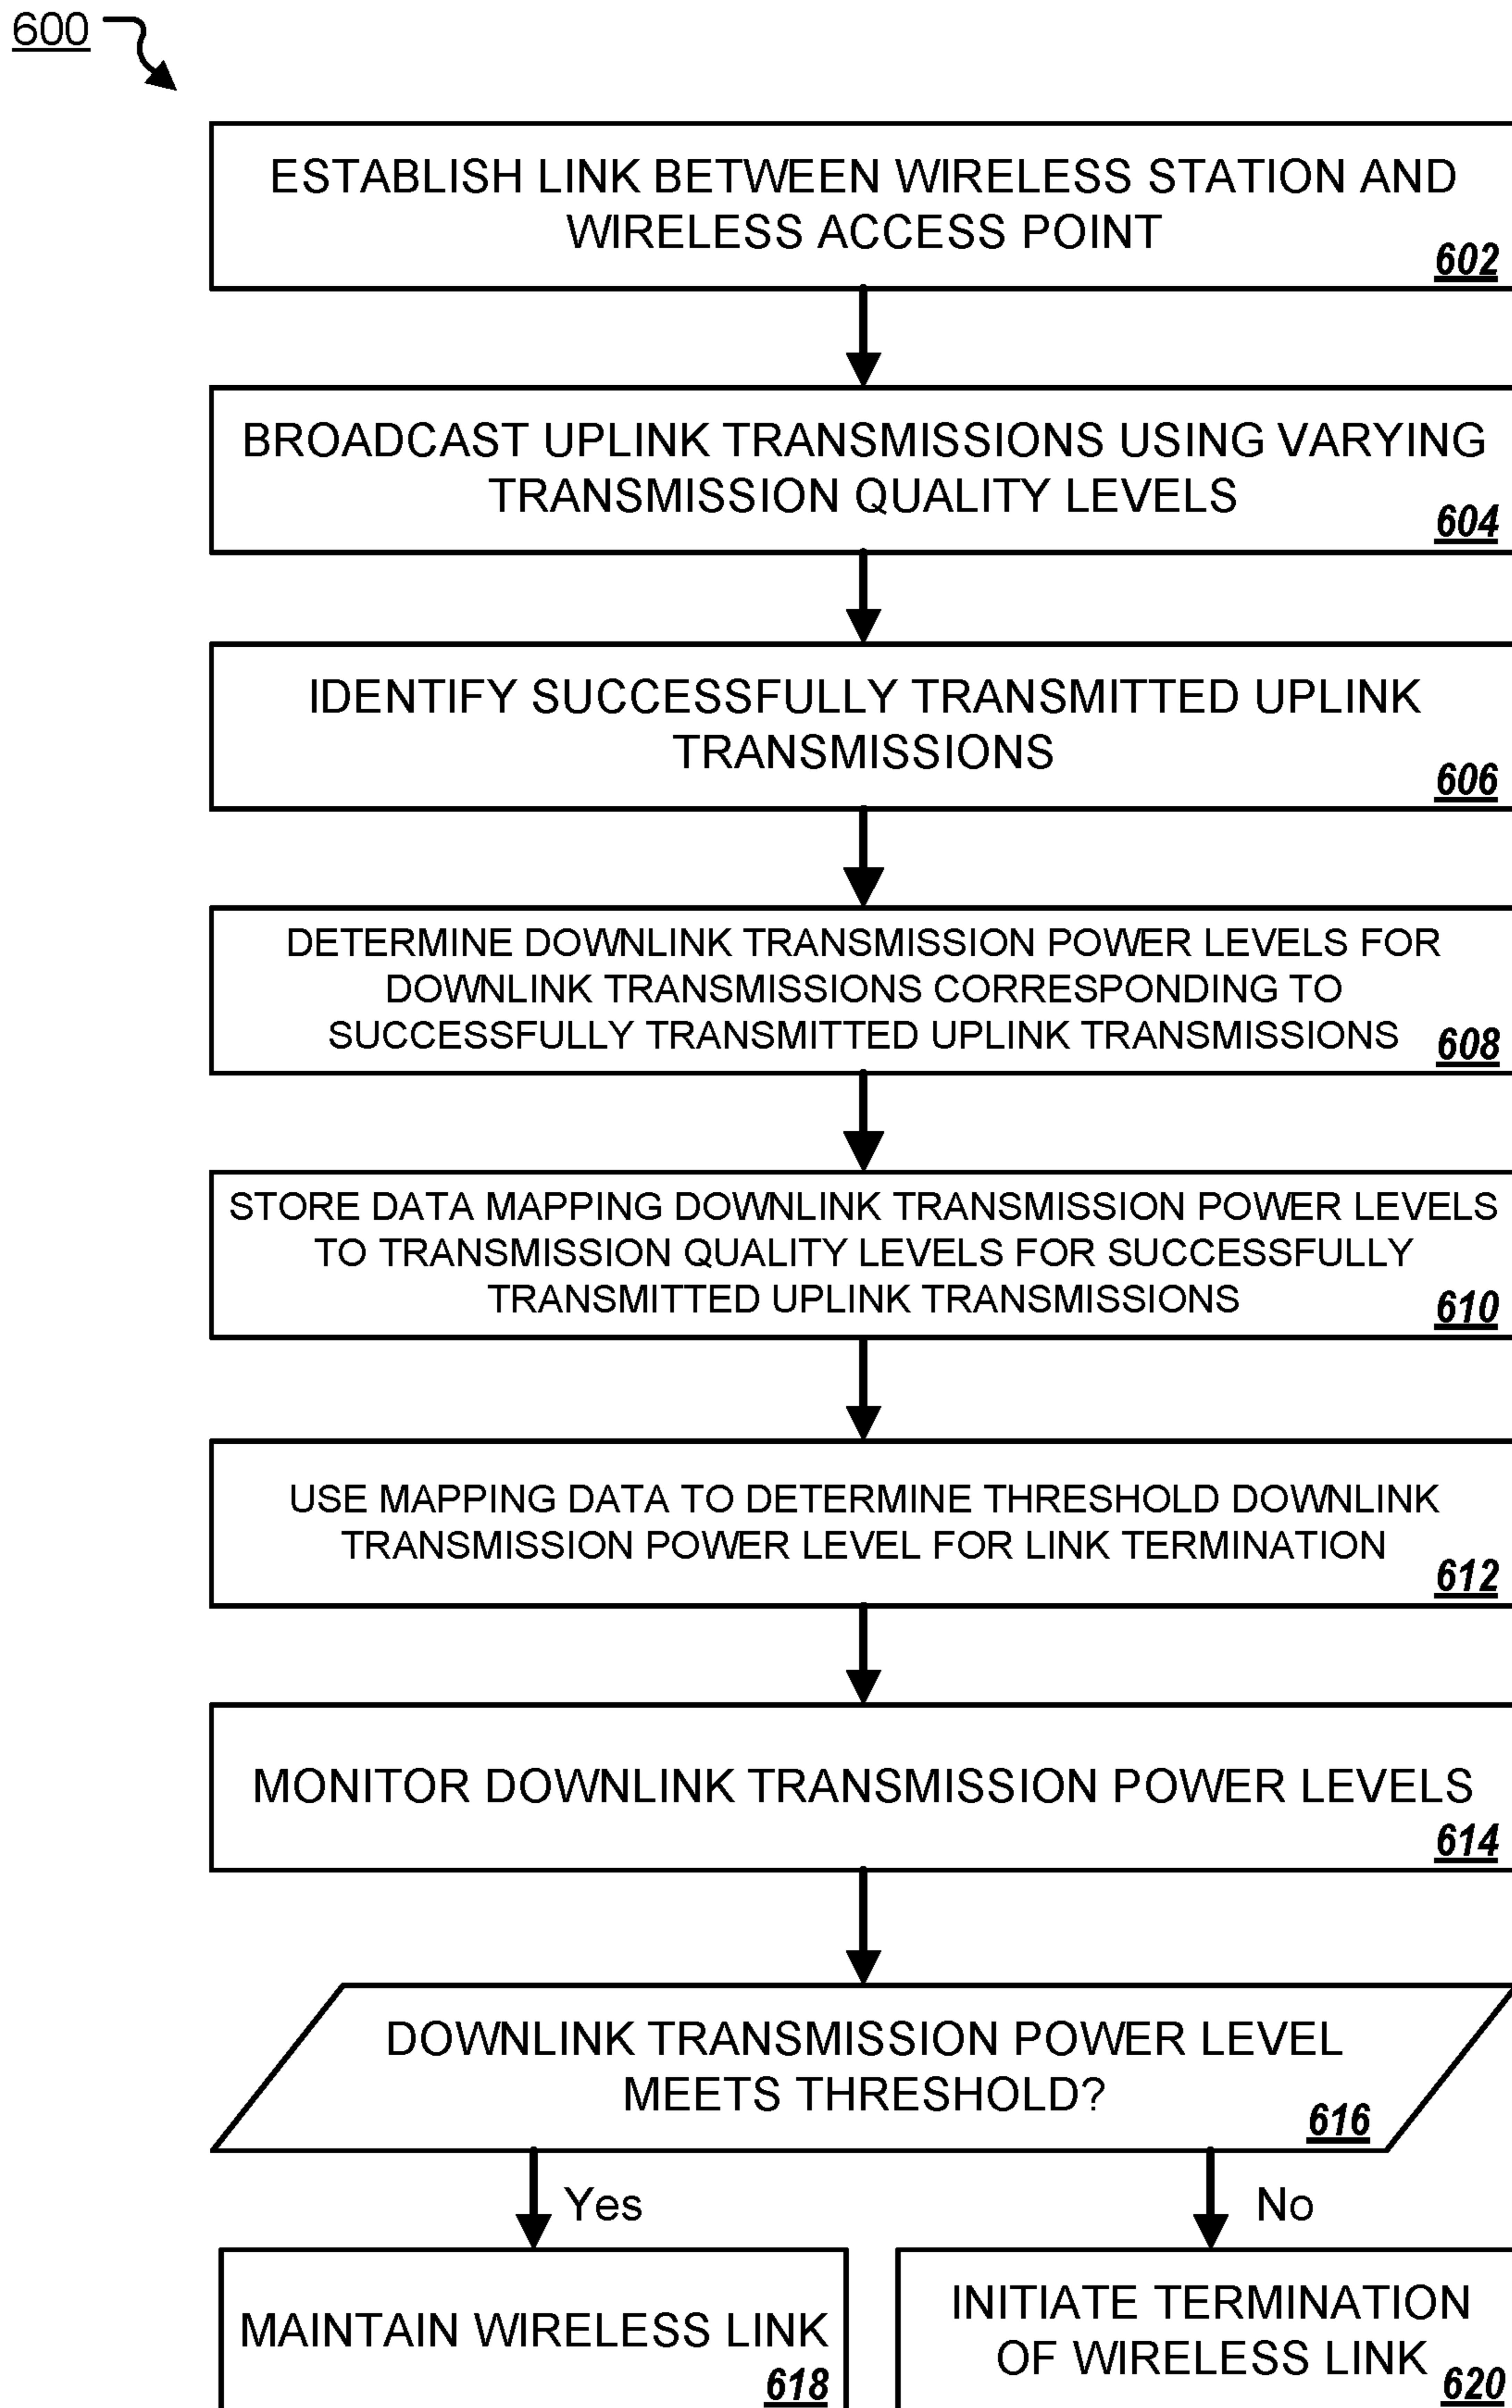 600
ESTABLISH LINK BETWEEN WIRELESS STATION AND
WIRELESS ACCESS POINT
602
BROADCAST UPLINK TRANSMISSIONS USING VARYING
TRANSMISSION QUALITY LEVELS
604
IDENTIFY SUCCESSFULLY TRANSMITTED UPLINK
TRANSMISSIONS
606
DETERMINE DOWNLINK TRANSMISSION POWER LEVELS FOR
DOWNLINK TRANSMISSIONS CORRESPONDING TO
SUCCESSFULLY TRANSMITTED UPLINK TRANSMISSIONS
608
STORE DATA MAPPING DOWNLINK TRANSMISSION POWER LEVELS
TO TRANSMISSION QUALITY LEVELS FOR SUCCESSFULLY
TRANSMITTED UPLINK TRANSMISSIONS
610
USE MAPPING DATA TO DETERMINE THRESHOLD DOWNLINK
TRANSMISSION POWER LEVEL FOR LINK TERMINATION
612
MONITOR DOWNLINK TRANSMISSION POWER LEVELS
614
DOWNLINK TRANSMISSION POWER LEVEL
MEETS THRESHOLD?
616
Yes
No
MAINTAIN WIRELESS LINK
618
INITIATE TERMINATION
OF WIRELESS LINK
620